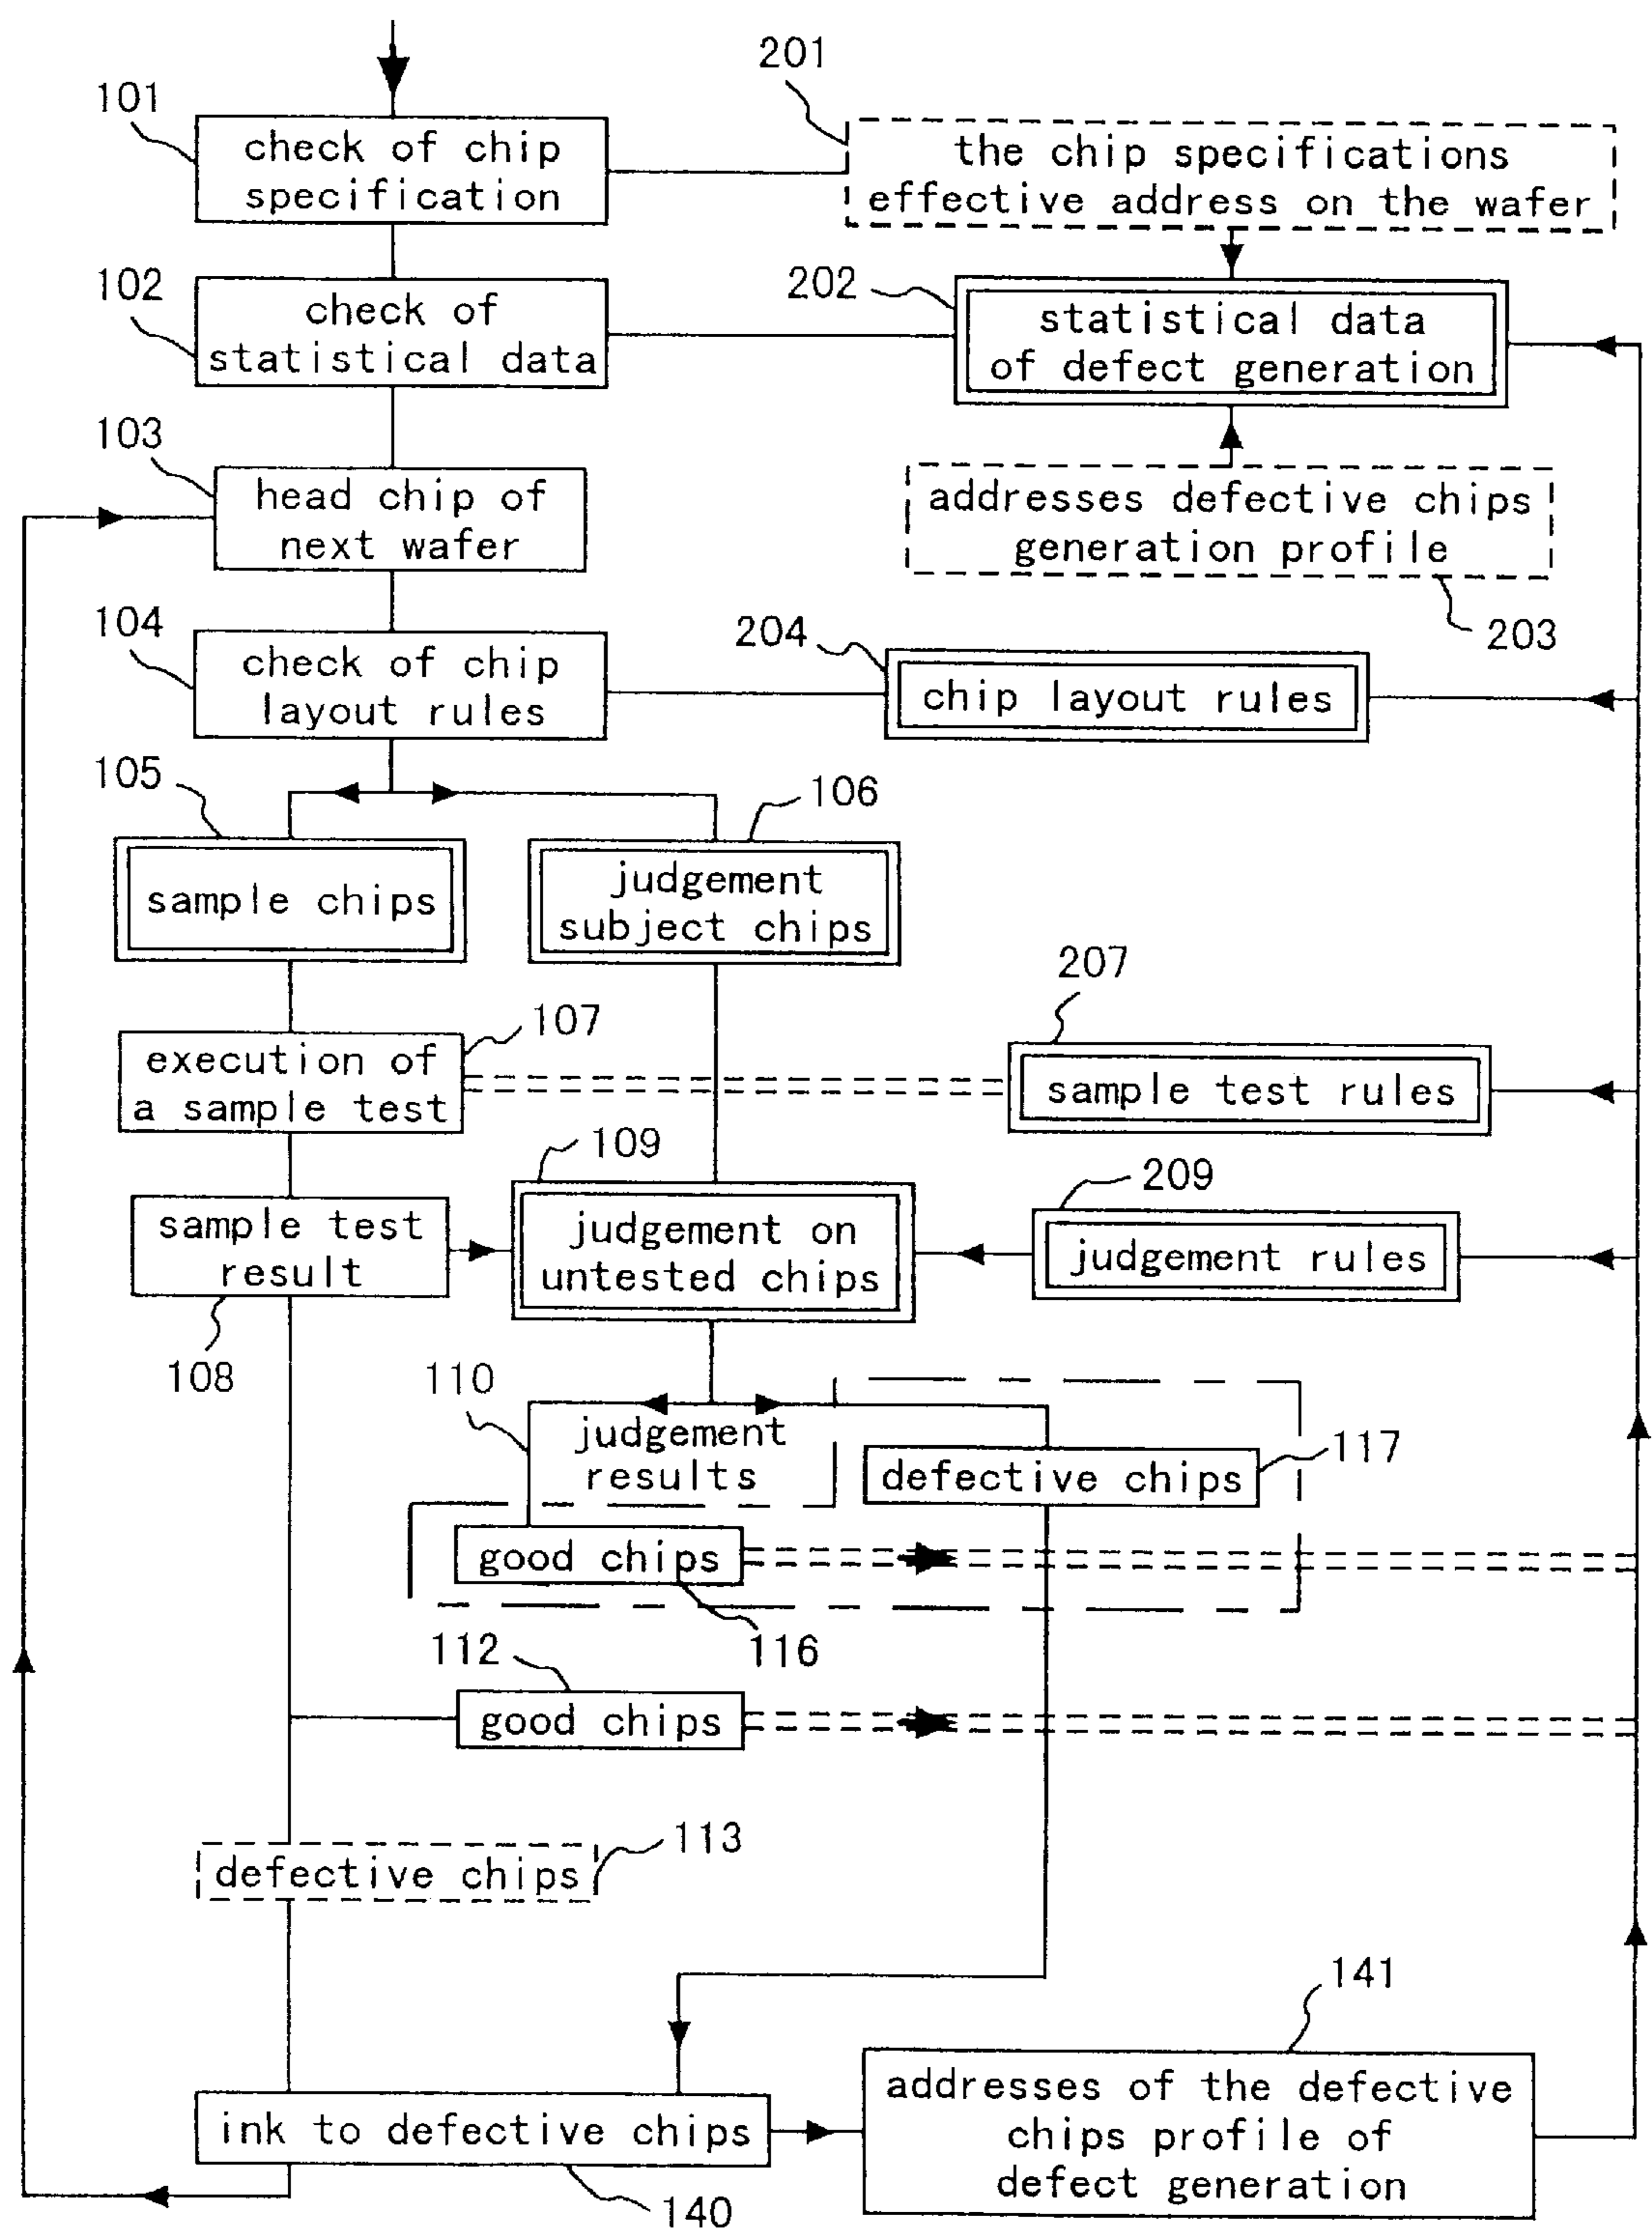 201
101
check of chip
specification
the chip specifications
effective address on the wafer
102
check of
statistical data
202
statistical data
of defect generation
103
head chip of
next wafer
addresses defective chips
generation profile
203
104
check of chip
layout rules
204
chip layout rules
105
106
sample chips
judgement
subject chips
207
107
execution of
a sample test
sample test rules
109
209
sample test
result
judgement on
untested chips
judgement rules
108
110
judgement
results
defective chips
117
good chips
116
112
good chips
113
defective chips
141
addresses of the defective
chips profile of
defect generation
ink to defective chips
140